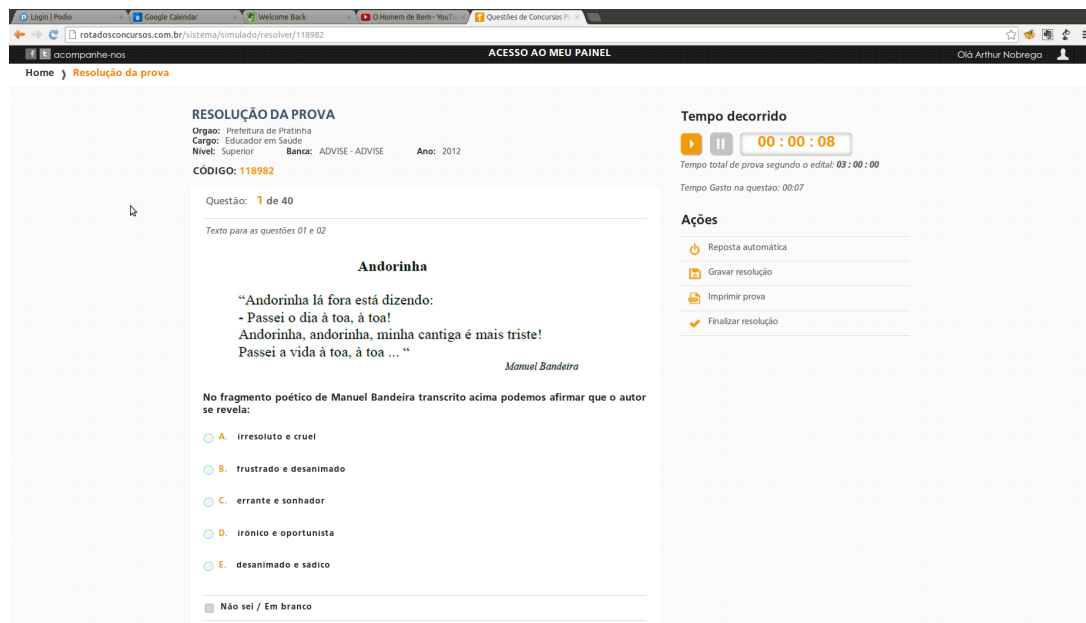 Login | Podio
Google Calendar
Welcome Back
O Homem de Bem - YouTu
Questões de Concursos P
rotadosconcursos.com.br/sistema/simulado/resolver/118982
acompanhe-nos
ACESSO AO MEU PAINEL
Olá Arthur Nobrega
Home ❯ Resolução da prova
RESOLUÇÃO DA PROVA
Orgao: Prefeitura de Pratinha
Cargo: Educador em Saúde
Nível: Superior Banca: ADVISE - ADVISE Ano: 2012
CÓDIGO: 118982
Questão: 1 de 40
Texto para as questões 01 e 02
Andorinha
“Andorinha lá fora está dizendo:
- Passei o dia à toa, à toa!
Andorinha, andorinha, minha cantiga é mais triste!
Passei a vida à toa, à toa ... “
Manuel Bandeira
No fragmento poético de Manuel Bandeira transcrito acima podemos afirmar que o autor
se revela:
A. irresoluto e cruel
B. frustrado e desanimado
C. errante e sonhador
D. irônico e oportunista
E. desanimado e sadico
Não sei / Em branco
Tempo decorrido
00 : 00 : 08
Tempo total de prova segundo o edital: 03 : 00 : 00
Tempo Gasto na questao: 00:07
Ações
Reposta automática
Gravar resolução
Imprimir prova
Finalizar resolução